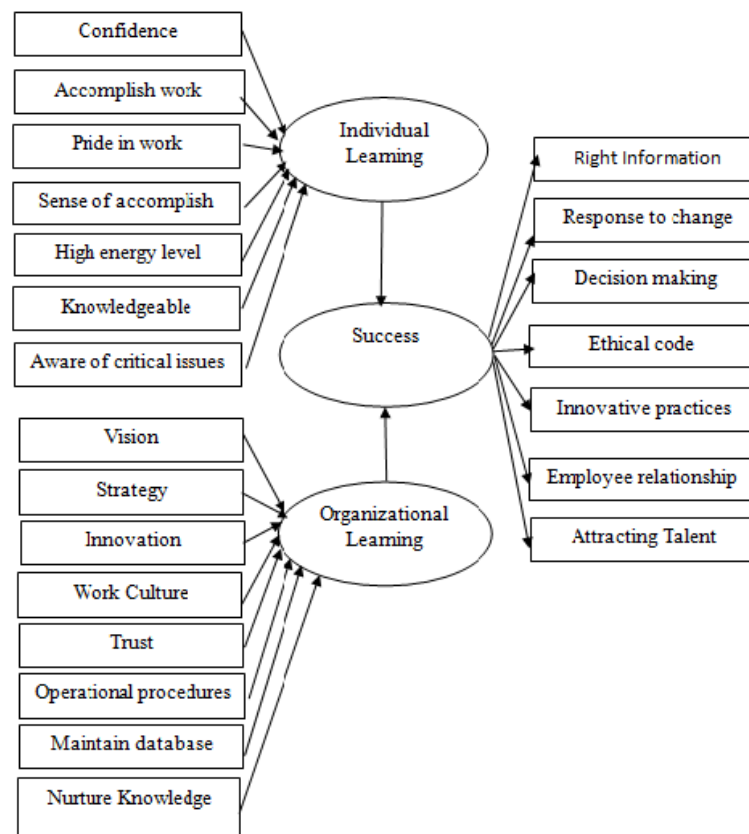 Confidence
Accomplish work
Pride in work
Sense of accomplish
High energy level
Knowledgeable
Aware of critical issues
Vision
Strategy
Innovation
Work Culture
Trust
Operational procedures
Maintain database
Nurture Knowledge
Individual
Learning
Success
Organizational
Learning
Right Information
Response to change
Decision making
Ethical code
Innovative practices
Employee relationship
Attracting Talent